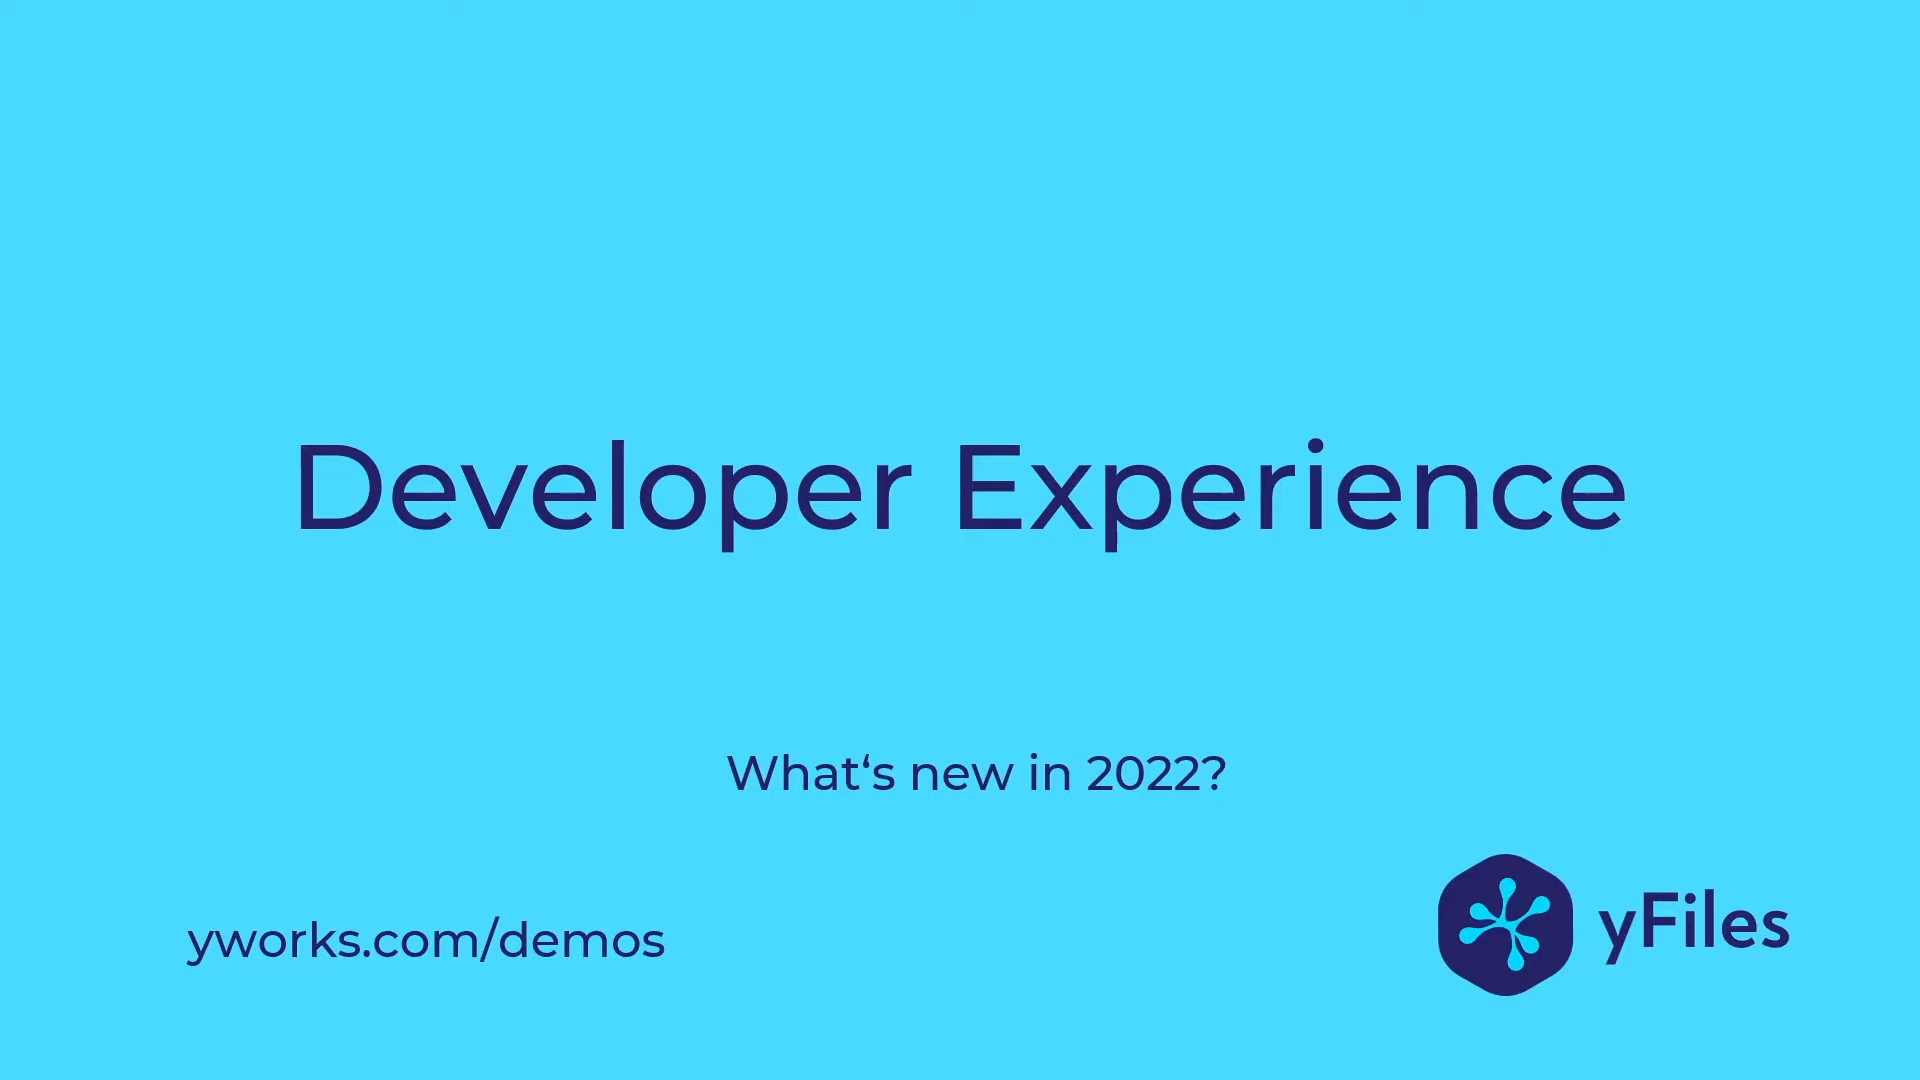 Developer Experience
What‘s new in 2022?
yworks.com/demos
yFiles